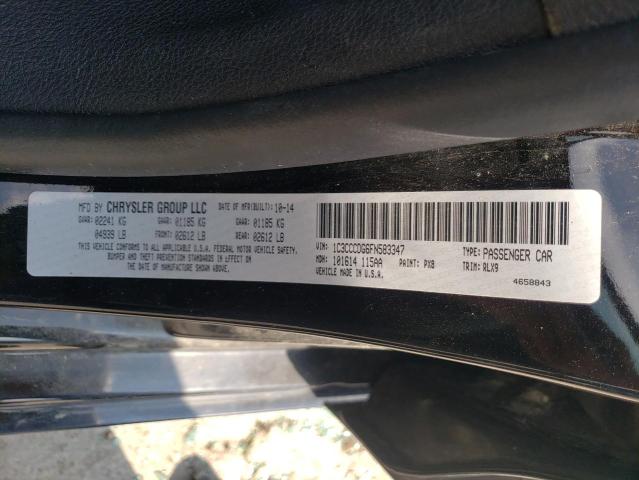 MFD BY CHRYSLER GROUP LLC DATE OF MFR(BUILT): 10-14
GVWR: 02241 KG GAWR: 01185 KG GAWR: 01185 KG
04939 LB FRONT: 02612 LB REAR: 02612 LB
THIS VEHICLE CONFORMS TO ALL APPLICABLE U.S.A. FEDERAL MOTOR VEHICLE SAFETY,
BUMPER AND THEFT PREVENTION STANDARDS IN EFFECT ON
THE DATE OF MANUFACTURE SHOWN ABOVE.
VIN: 1C3CCCDG6FN583347 TYPE: PASSENGER CAR
MDH: 101614 115AA PAINT: PX8 TRIM: RLX9
VEHICLE MADE IN U.S.A.
4658843